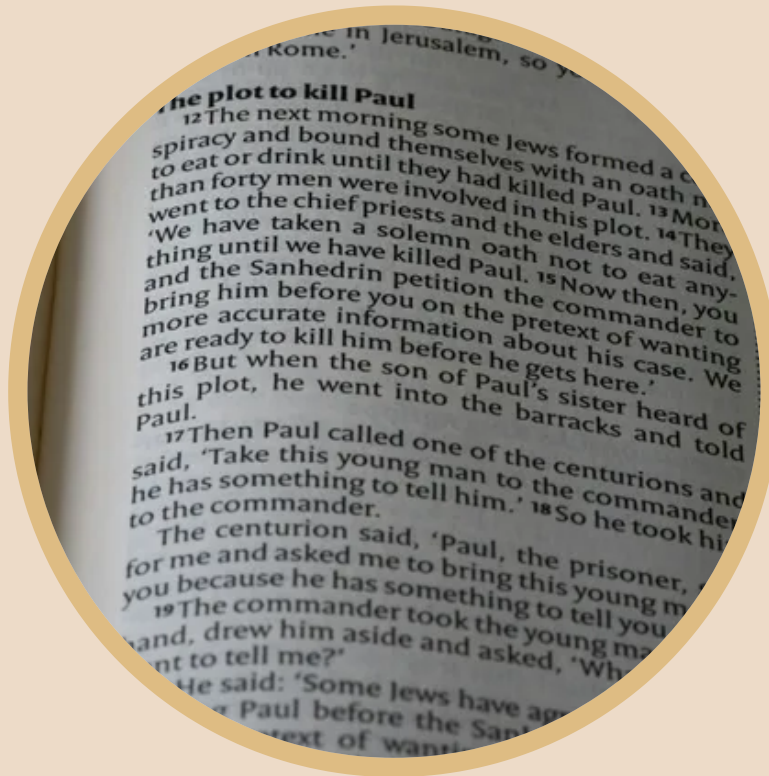 in Jerusalem, so
Rome.'
The plot to kill Paul
12 The next morning some Jews formed a
spiracy and bound themselves with an oath
to eat or drink until they had killed Paul. 13 Mor
than forty men were involved in this plot. 14 They
went to the chief priests and the elders and said,
'We have taken a solemn oath not to eat any-
thing until we have killed Paul. 15 Now then, you
and the Sanhedrin petition the commander to
bring him before you on the pretext of wanting
more accurate information about his case. We
are ready to kill him before he gets here.'
16 But when the son of Paul's sister heard of
this plot, he went into the barracks and told
Paul.
17 Then Paul called one of the centurions and
said, 'Take this young man to the commander
he has something to tell him.' 18 So he took hi
to the commander.
The centurion said, 'Paul, the prisoner,
for me and asked me to bring this young m
you because he has something to tell you
19 The commander took the young ma
hand, drew him aside and asked, 'Wh
nt to tell me?'
He said: 'Some Jews have ag
Paul before the San
text of wanti